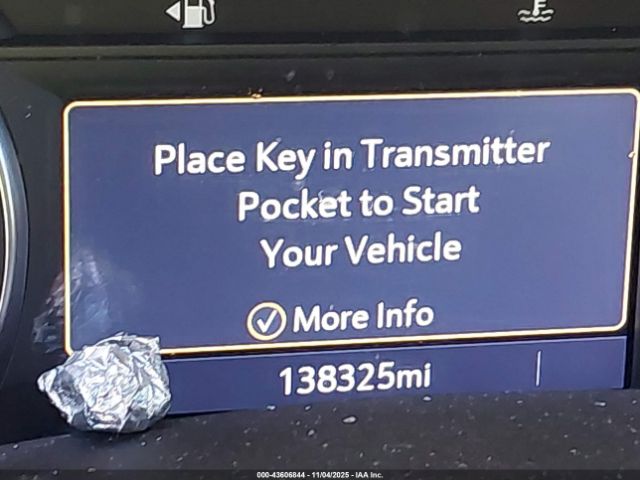 Place Key in Transmitter
Pocket to Start
Your Vehicle
More Info
138325mi
000-43606844 - 11/04/2025 - IAA Inc.